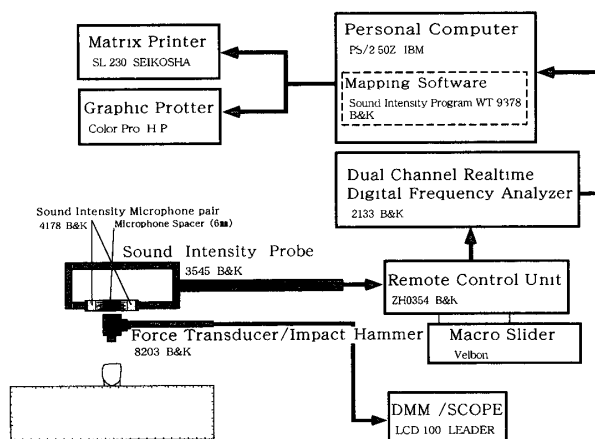 Matrix Printer
SL 230 SEIKOSHA
Graphic Protter
Color Pro H P
Personal Computer
PS/2 50Z IBM
Mapping Software
Sound Intensity Program WT 9378
B&K
Dual Channel Realtime
Digital Frequency Analyzer
2133 B&K
Sound Intensity Microphone pair
4178 B&K
Microphone Spacer (6mm)
Sound Intensity Probe
3545 B&K
Remote Control Unit
ZH0354 B&K
Macro Slider
Velbon
Force Transducer/Impact Hammer
8203 B&K
DMM /SCOPE
LCD 100 LEADER